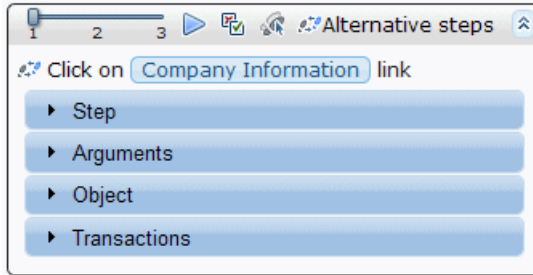 1 2 3 Alternative steps
Click on Company Information link
Step
Arguments
Object
Transactions